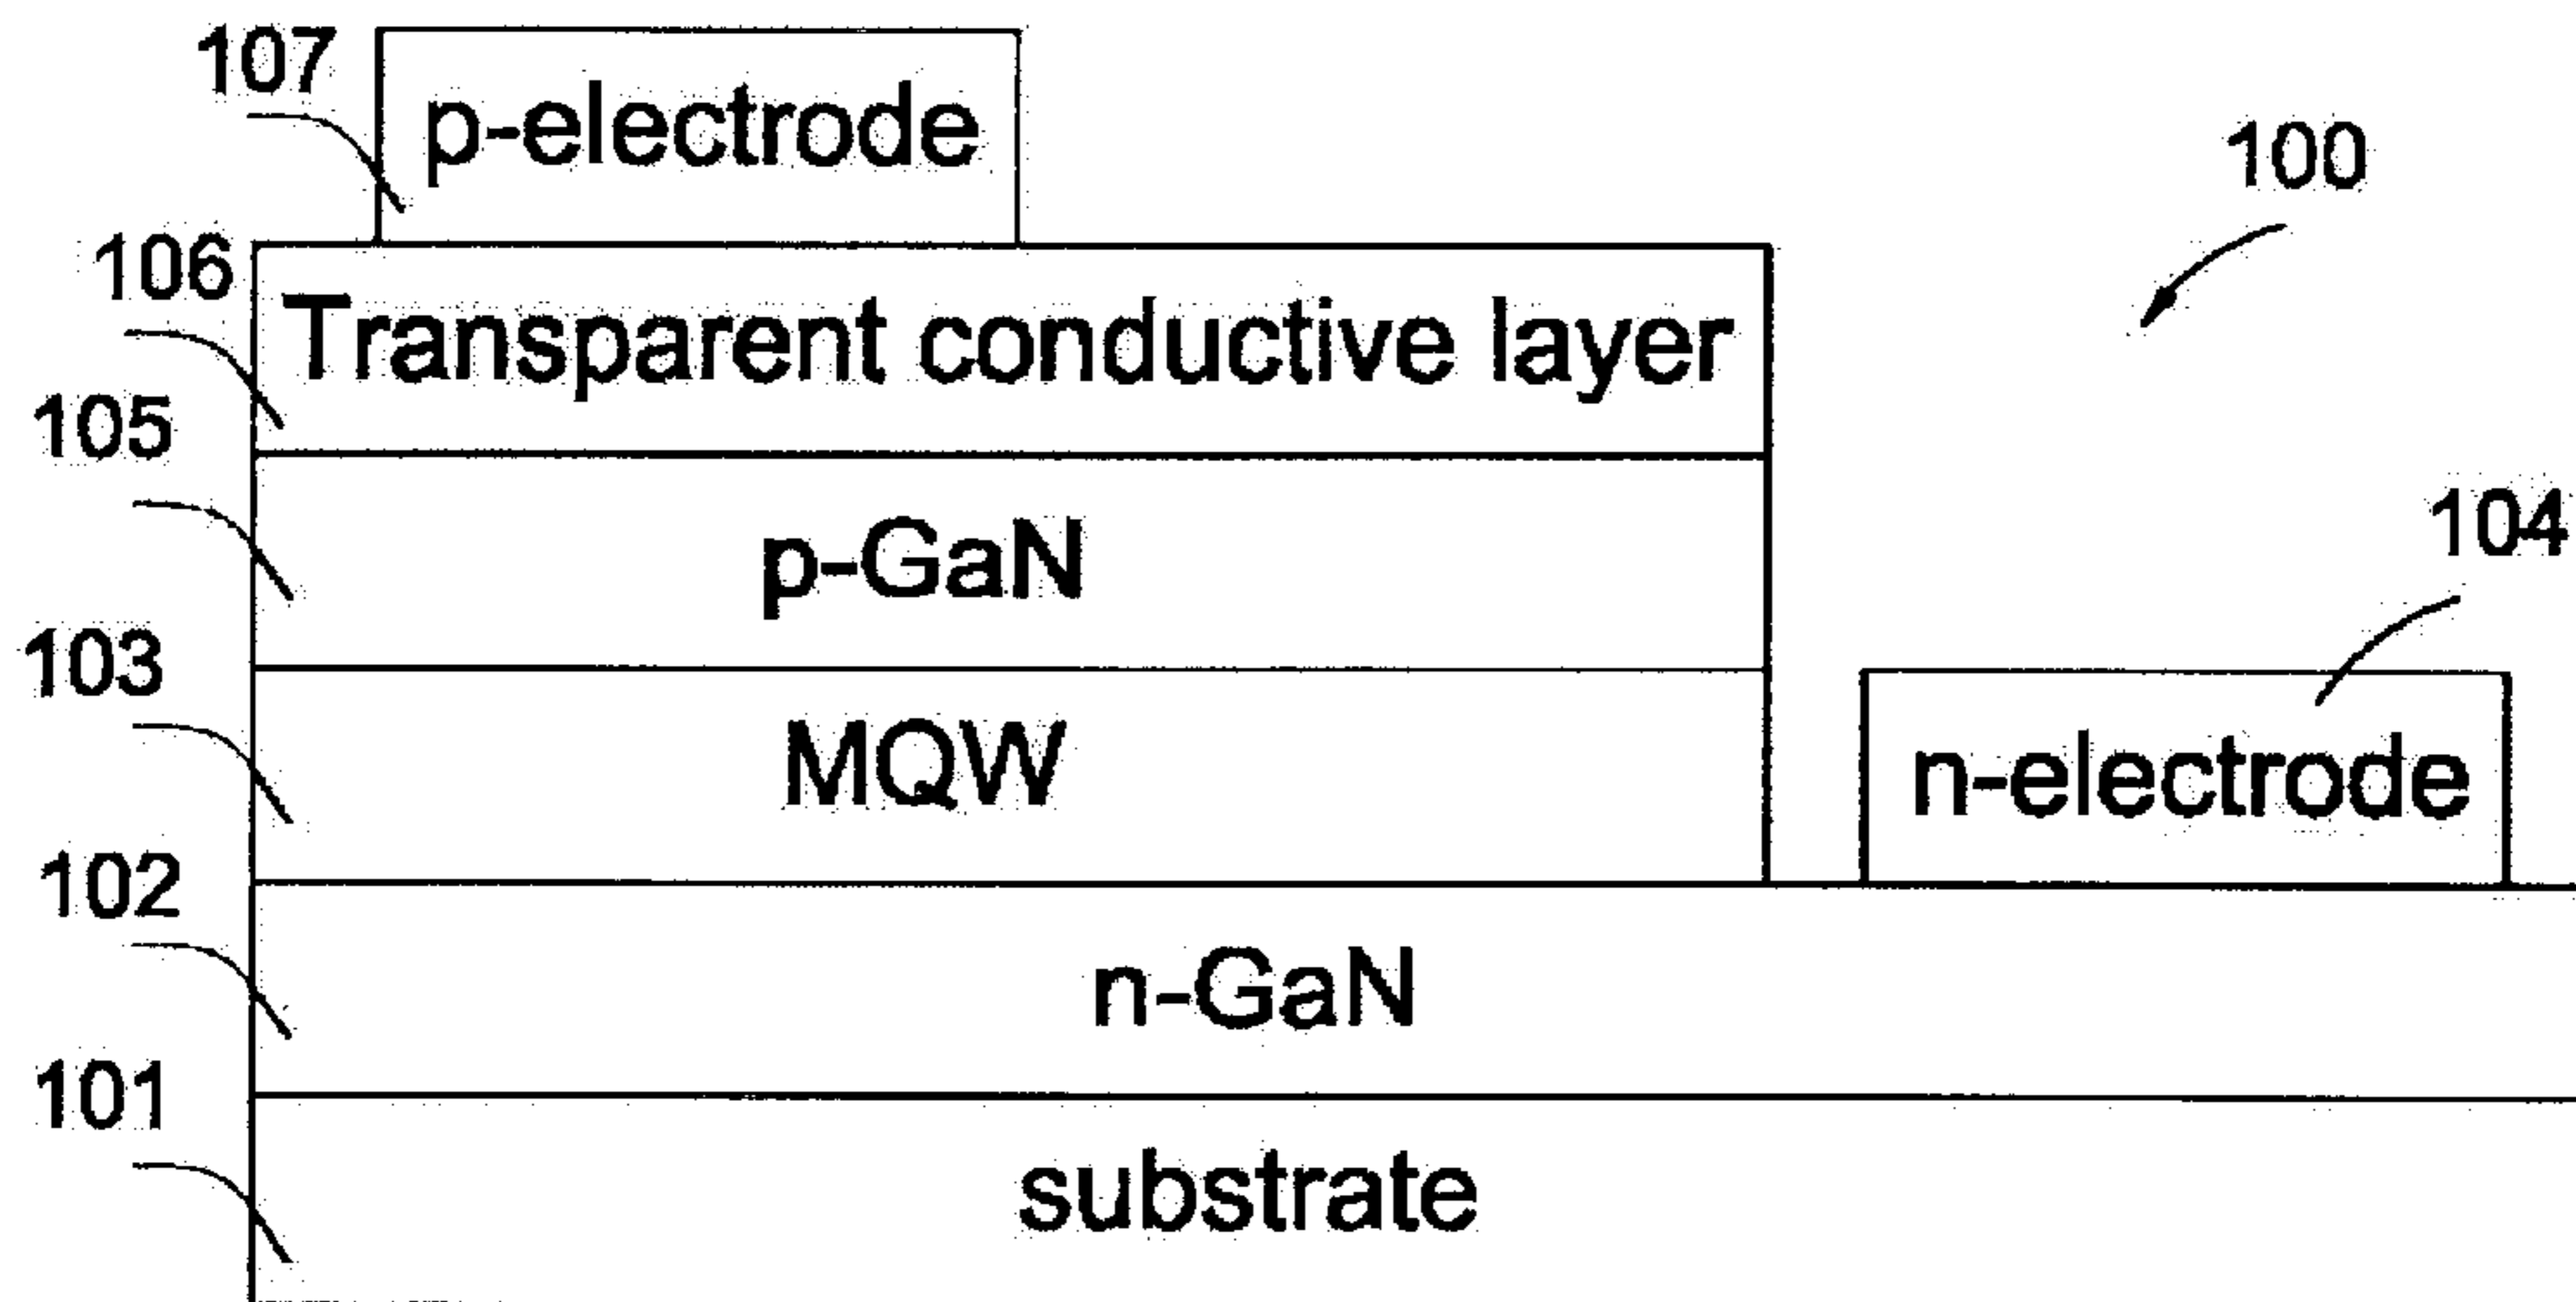 107
p-electrode
100
106
Transparent conductive layer
105
p-GaN
104
103
MQW
n-electrode
102
n-GaN
101
substrate